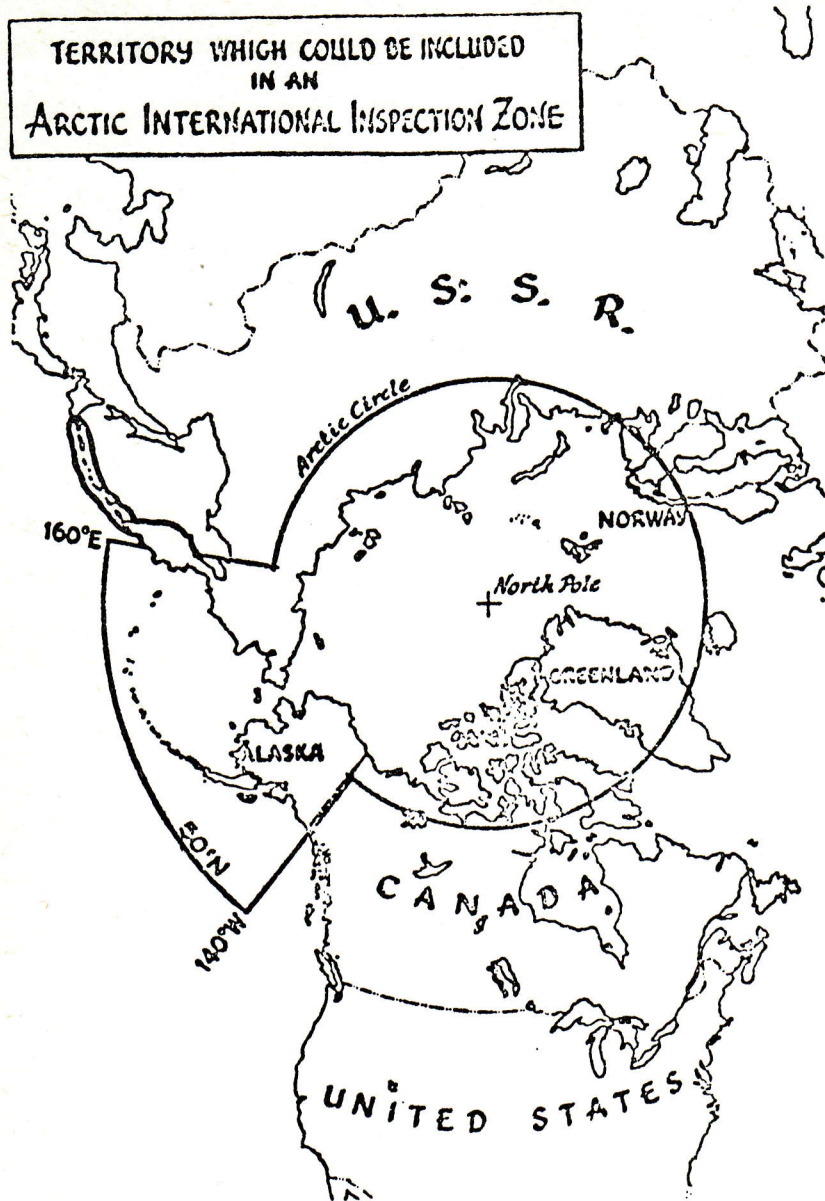 TERRITORY WHICH COULD BE INCLUDED
IN AN
ARCTIC INTERNATIONAL INSPECTION ZONE
U. S. S. R.
Arctic Circle
160°E
NORWAY
North Pole
GREENLAND
ALASKA
50°N
140°W
CANADA
UNITED STATES